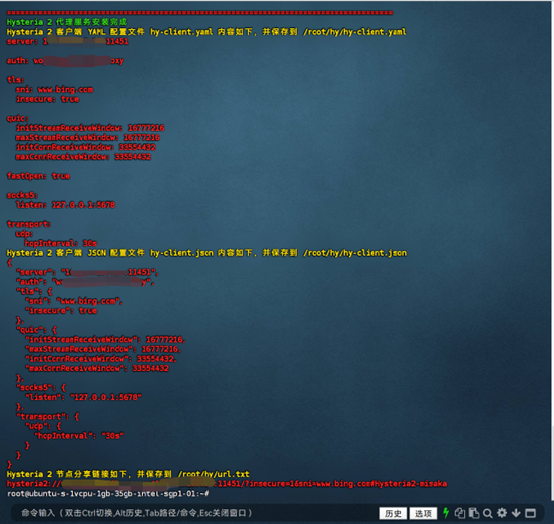 Hysteria 2 代理服务安装完成
Hysteria 2 客户端 YAML 配置文件 hy-client.yaml 内容如下，并保存到 /root/hy/hy-client.yaml
server: 1 11451
auth: wo oxy
tls:
sni: www.bing.com
insecure: true
quic:
initStreamReceiveWindow: 16777216
maxStreamReceiveWindow: 16777216
initConnReceiveWindow: 33554432
maxConnReceiveWindow: 33554432
fastOpen: true
socks5:
listen: 127.0.0.1:5678
transport:
udp:
hopInterval: 30s
Hysteria 2 客户端 JSON 配置文件 hy-client.json 内容如下，并保存到 /root/hy/hy-client.json
{
"server": "1 11451",
"auth": "w y",
"tls": {
"sni": "www.bing.com",
"insecure": true
},
"quic": {
"initStreamReceiveWindow": 16777216,
"maxStreamReceiveWindow": 16777216,
"initConnReceiveWindow": 33554432,
"maxConnReceiveWindow": 33554432
},
"socks5": {
"listen": "127.0.0.1:5678"
},
"transport": {
"udp": {
"hopInterval": "30s"
}
}
}
Hysteria 2 节点分享链接如下，并保存到 /root/hy/url.txt
hysteria2:// 11451/?insecure=1&sni=www.bing.com#Hysteria2-misaka
root@ubuntu-s-1vcpu-1gb-35gb-intel-sgp1-01:~#
命令输入（双击Ctrl切换,Alt历史,Tab路径/命令,Esc关闭窗口） 历史 选项